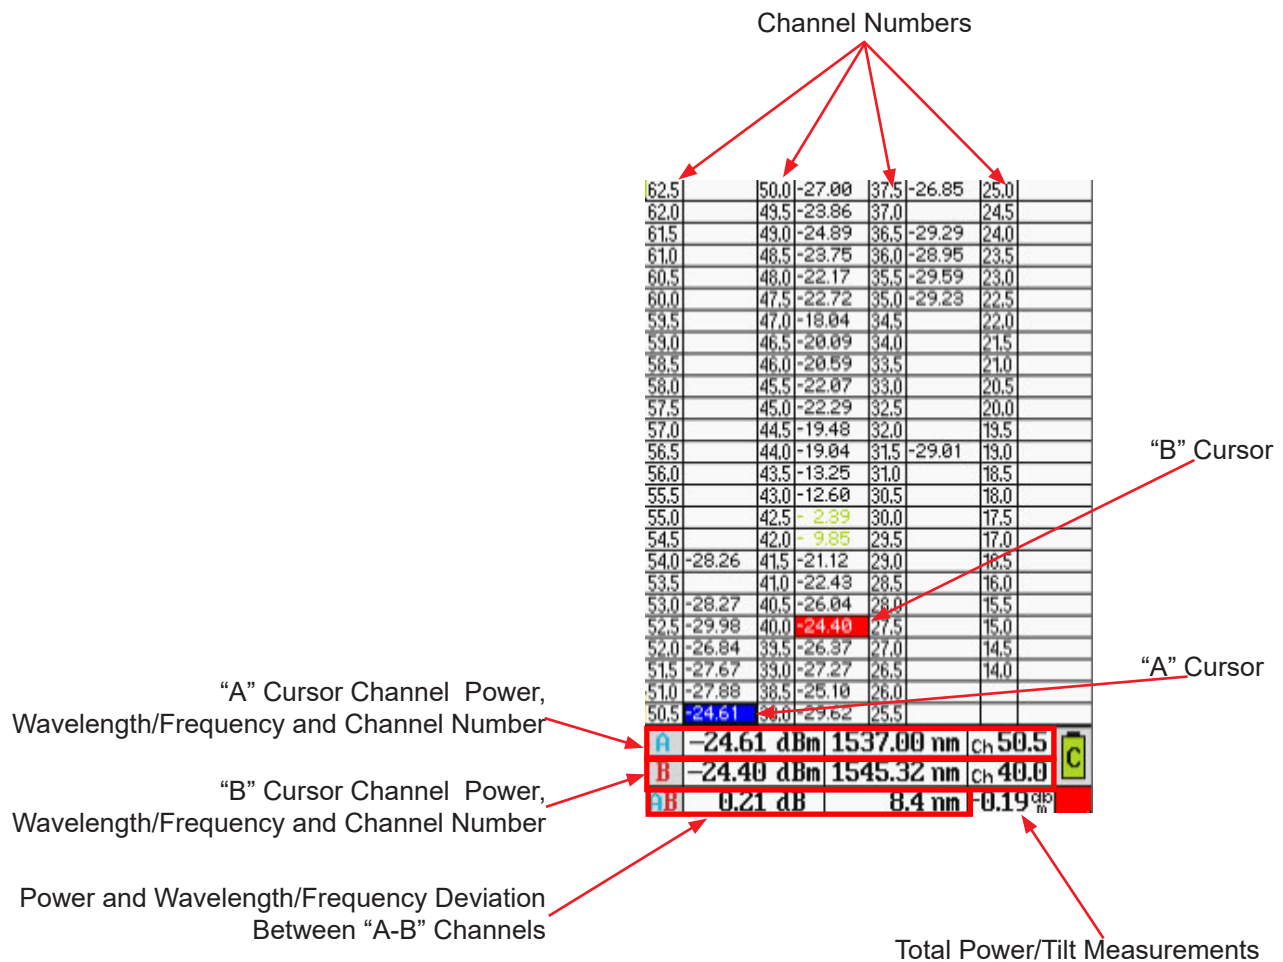 Channel Numbers
62.5 50.0 -27.00 37.5 -26.85 25.0
62.0 49.5 -23.86 37.0 24.5
61.5 49.0 -24.89 36.5 -29.29 24.0
61.0 48.5 -23.75 36.0 -28.95 23.5
60.5 48.0 -22.17 35.5 -29.59 23.0
60.0 47.5 -22.72 35.0 -29.23 22.5
59.5 47.0 -18.04 34.5 22.0
59.0 46.5 -20.09 34.0 21.5
58.5 46.0 -20.59 33.5 21.0
58.0 45.5 -22.07 33.0 20.5
57.5 45.0 -22.29 32.5 20.0
57.0 44.5 -19.48 32.0 19.5
56.5 44.0 -19.04 31.5 -29.01 19.0
56.0 43.5 -13.25 31.0 18.5
55.5 43.0 -12.60 30.5 18.0
55.0 42.5 - 2.39 30.0 17.5
54.5 42.0 - 9.85 29.5 17.0
54.0 -28.26 41.5 -21.12 29.0 16.5
53.5 41.0 -22.43 28.5 16.0
53.0 -28.27 40.5 -26.04 28.0 15.5
52.5 -29.98 40.0 -24.40 27.5 15.0
52.0 -26.84 39.5 -26.37 27.0 14.5
51.5 -27.67 39.0 -27.27 26.5 14.0
51.0 -27.88 38.5 -25.10 26.0
50.5 -24.61 38.0 -29.62 25.5
A -24.61 dBm 1537.00 nm Ch 50.5
B -24.40 dBm 1545.32 nm Ch 40.0
C
AB 0.21 dB 8.4 nm -0.19 dBm
"B" Cursor
"A" Cursor
"A" Cursor Channel Power,
Wavelength/Frequency and Channel Number
"B" Cursor Channel Power,
Wavelength/Frequency and Channel Number
Power and Wavelength/Frequency Deviation
Between "A-B" Channels
Total Power/Tilt Measurements